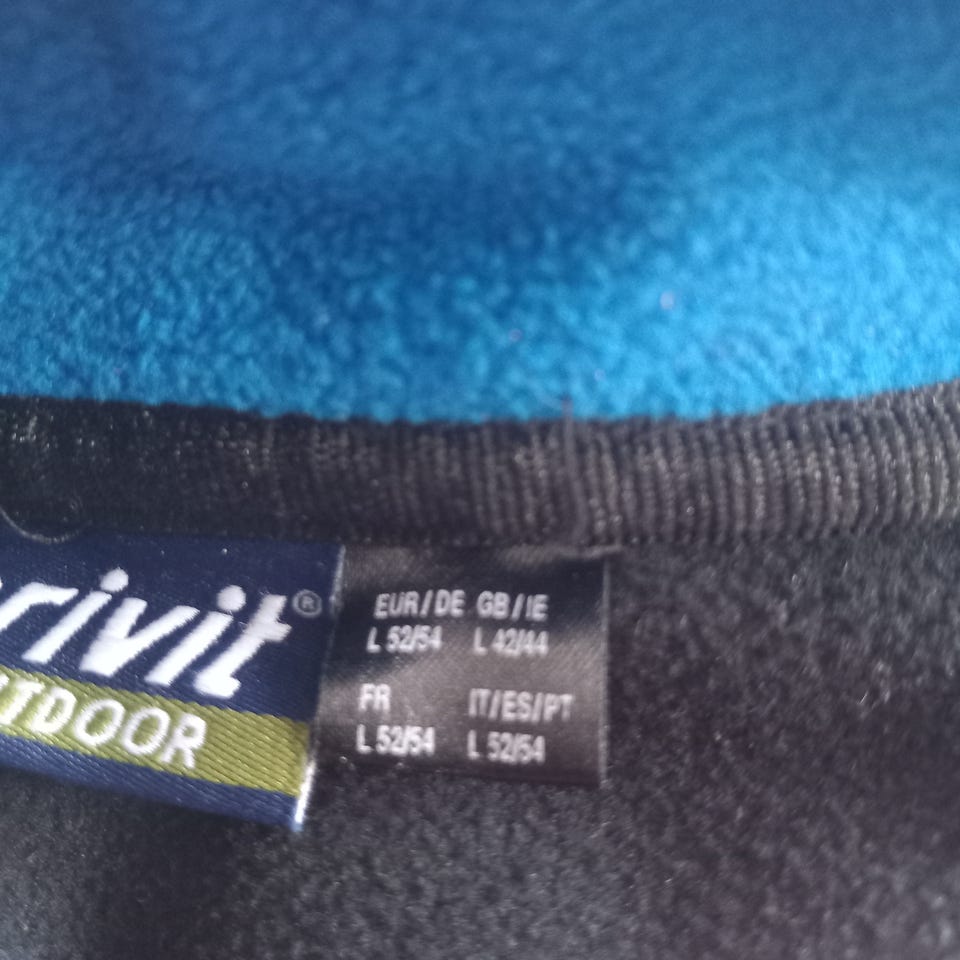 rivit®
TDOOR
EUR/DE GB/IE
L 52/54 L 42/44
FR IT/ES/PT
L 52/54 L 52/54